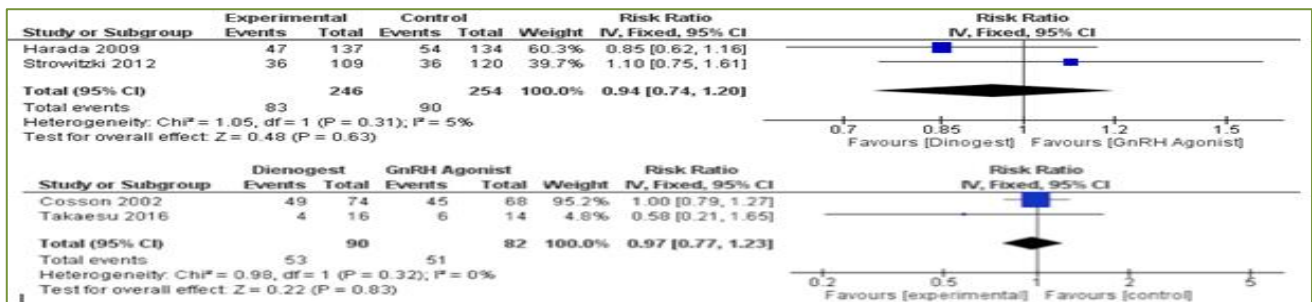 Experimental Control Risk Ratio Risk Ratio
Study or Subgroup Events Total Events Total Weight IV, Fixed, 95% CI IV, Fixed, 95% CI
Harada 2009 47 137 54 134 60.3% 0.85 [0.62, 1.16]
Strowitzki 2012 36 109 36 120 39.7% 1.10 [0.75, 1.61]
Total (95% CI) 246 254 100.0% 0.94 [0.74, 1.20]
Total events 83 90
Heterogeneity: Chi² = 1.05, df = 1 (P = 0.31); I² = 5%
Test for overall effect: Z = 0.48 (P = 0.63)
0.7 0.85 1 1.2 1.5
Favours [Dinogest] Favours [GnRH Agonist]
Dienogest GnRH Agonist Risk Ratio Risk Ratio
Study or Subgroup Events Total Events Total Weight IV, Fixed, 95% CI IV, Fixed, 95% CI
Cosson 2002 49 74 45 68 95.2% 1.00 [0.79, 1.27]
Takaesu 2016 4 16 6 14 4.8% 0.58 [0.21, 1.65]
Total (95% CI) 90 82 100.0% 0.97 [0.77, 1.23]
Total events 53 51
Heterogeneity: Chi² = 0.98, df = 1 (P = 0.32); I² = 0%
Test for overall effect: Z = 0.22 (P = 0.83)
0.2 0.5 1 2 5
Favours [experimental] Favours [control]